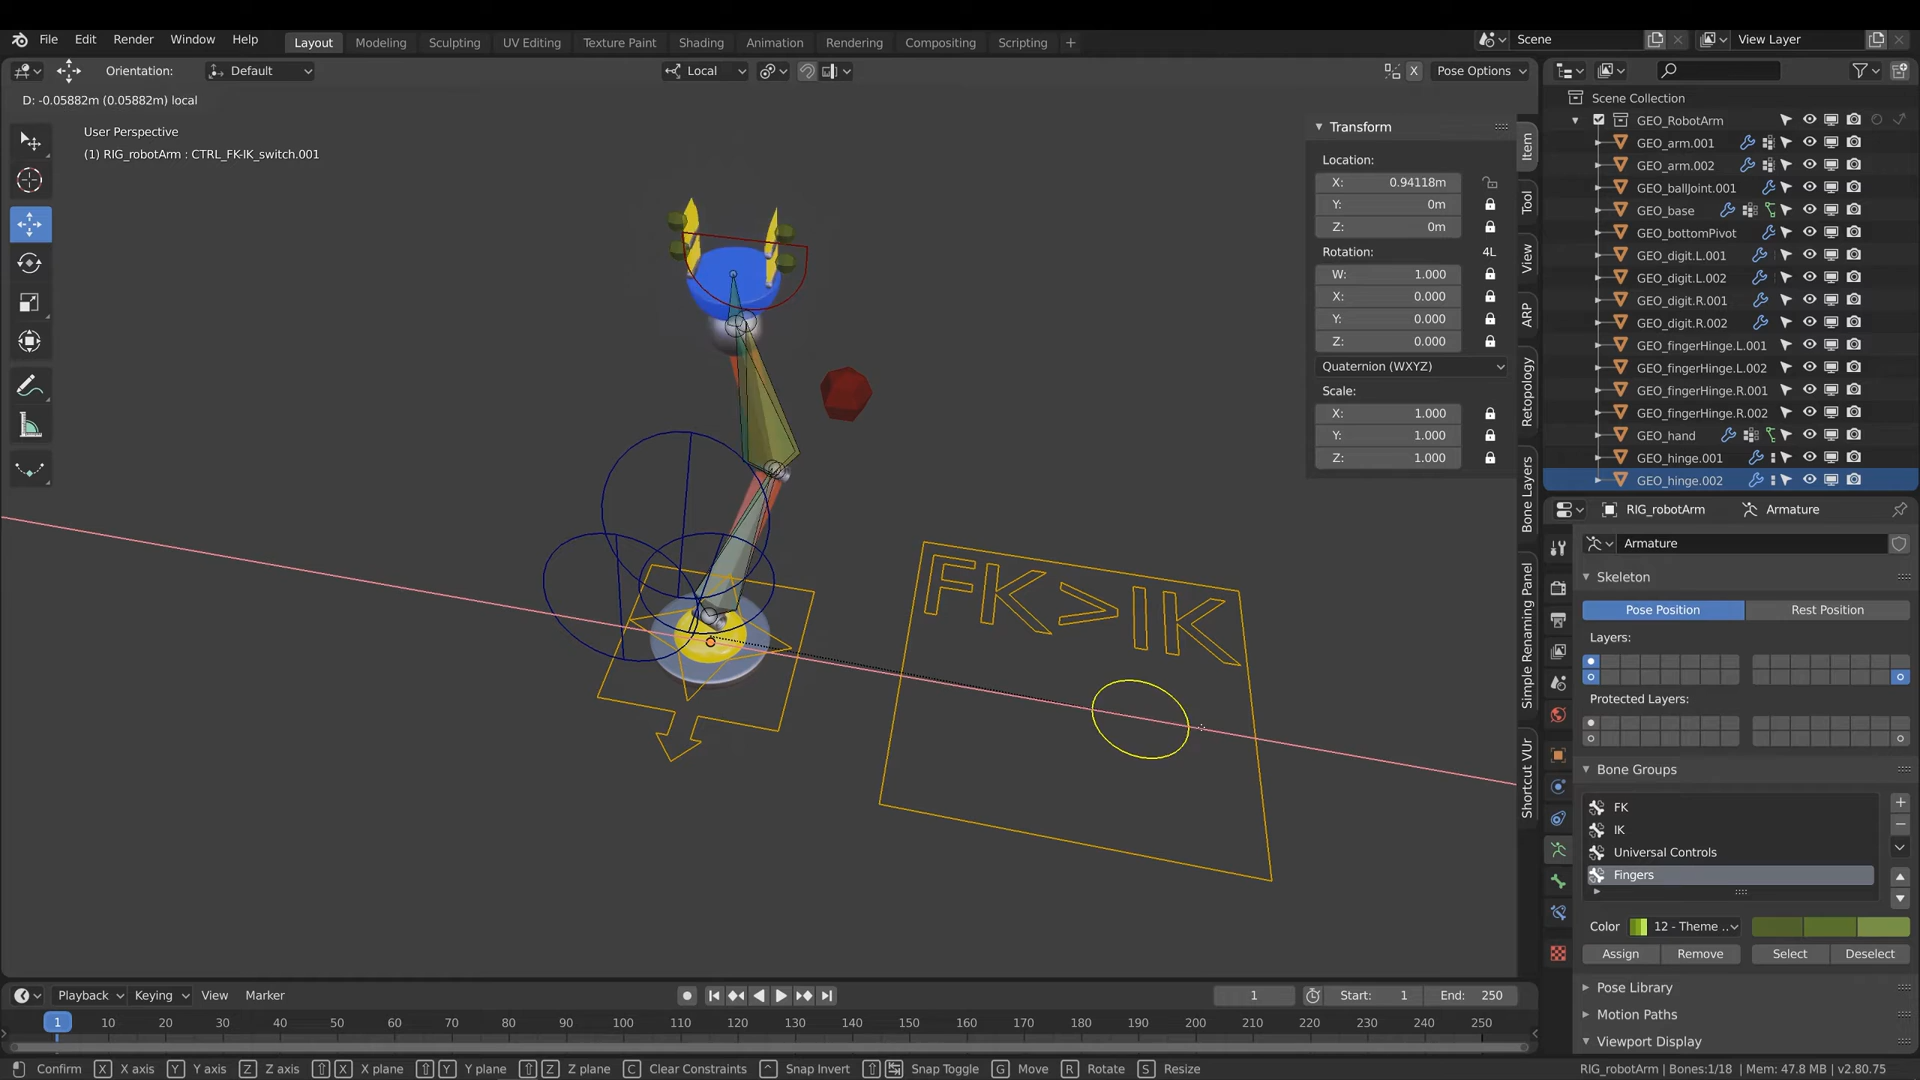 File Edit Render Window Help Layout Modeling Sculpting UV Editing Texture Paint Shading Animation Rendering Compositing Scripting + Scene View Layer
Orientation: Default Local X Pose Options
D: -0.05882m (0.05882m) local
User Perspective
(1) RIG_robotArm : CTRL_FK-IK_switch.001
FK>IK
Transform
Location:
X: 0.94118m
Y: 0m
Z: 0m
Rotation: 4L
W: 1.000
X: 0.000
Y: 0.000
Z: 0.000
Quaternion (WXYZ)
Scale:
X: 1.000
Y: 1.000
Z: 1.000
Item
Tool
View
ARP
Retopology
Bone Layers
Simple Renaming Panel
Shortcut VUr
Scene Collection
GEO_RobotArm
GEO_arm.001
GEO_arm.002
GEO_ballJoint.001
GEO_base
GEO_bottomPivot
GEO_digit.L.001
GEO_digit.L.002
GEO_digit.R.001
GEO_digit.R.002
GEO_fingerHinge.L.001
GEO_fingerHinge.L.002
GEO_fingerHinge.R.001
GEO_fingerHinge.R.002
GEO_hand
GEO_hinge.001
GEO_hinge.002
RIG_robotArm Armature
Armature
Skeleton
Pose Position Rest Position
Layers:
Protected Layers:
Bone Groups
FK
IK
Universal Controls
Fingers
Color 12 - Theme ..
Assign Remove Select Deselect
Pose Library
Motion Paths
Viewport Display
Playback Keying View Marker 1 Start: 1 End: 250
1 10 20 30 40 50 60 70 80 90 100 110 120 130 140 150 160 170 180 190 200 210 220 230 240 250
Confirm X X axis Y Y axis Z Z axis X X plane Y Y plane Z Z plane C Clear Constraints Snap Invert Snap Toggle G Move R Rotate S Resize RIG_robotArm | Bones:1/18 | Mem: 47.8 MB | v2.80.75